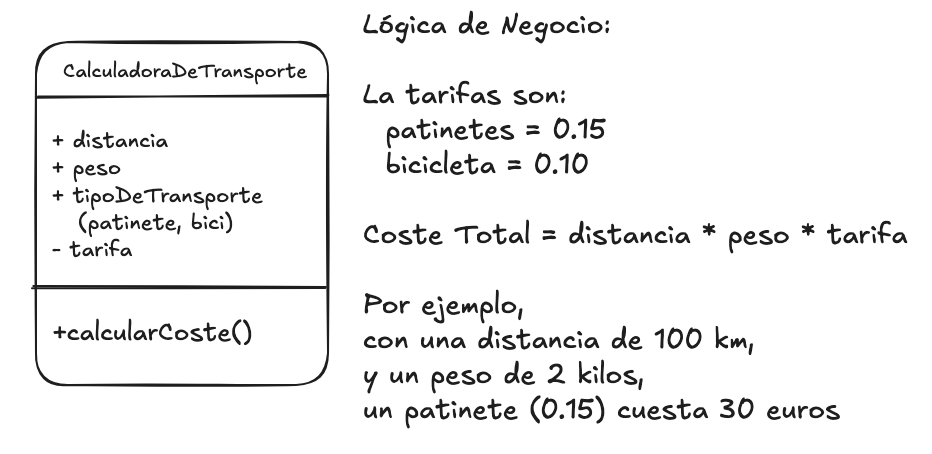 CalculadoraDeTransporte
+ distancia
+ peso
+ tipoDeTransporte
(patinete, bici)
- tarifa
+calcularCoste()
Lógica de Negocio:
La tarifas son:
patinetes = 0.15
bicicleta = 0.10
Coste Total = distancia * peso * tarifa
Por ejemplo,
con una distancia de 100 km,
y un peso de 2 kilos,
un patinete (0.15) cuesta 30 euros